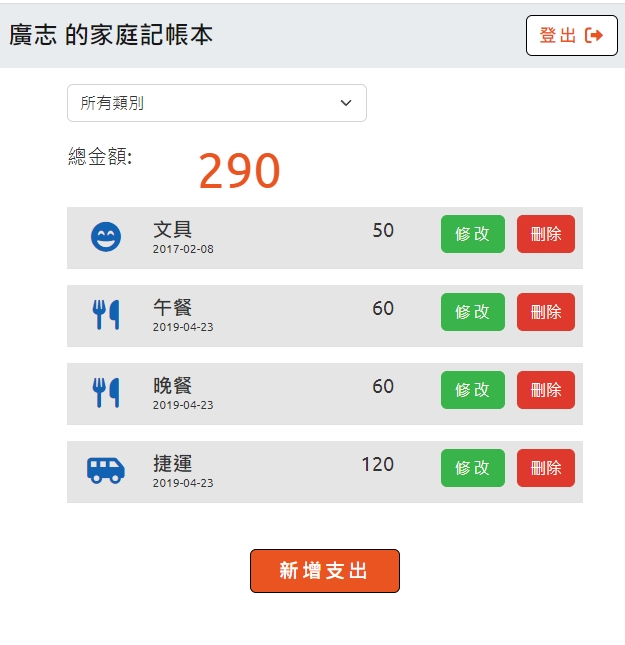 廣志 的家庭記帳本
登出
所有類別
總金額: 290
文具 50 修改 刪除
2017-02-08
午餐 60 修改 刪除
2019-04-23
晚餐 60 修改 刪除
2019-04-23
捷運 120 修改 刪除
2019-04-23
新增支出